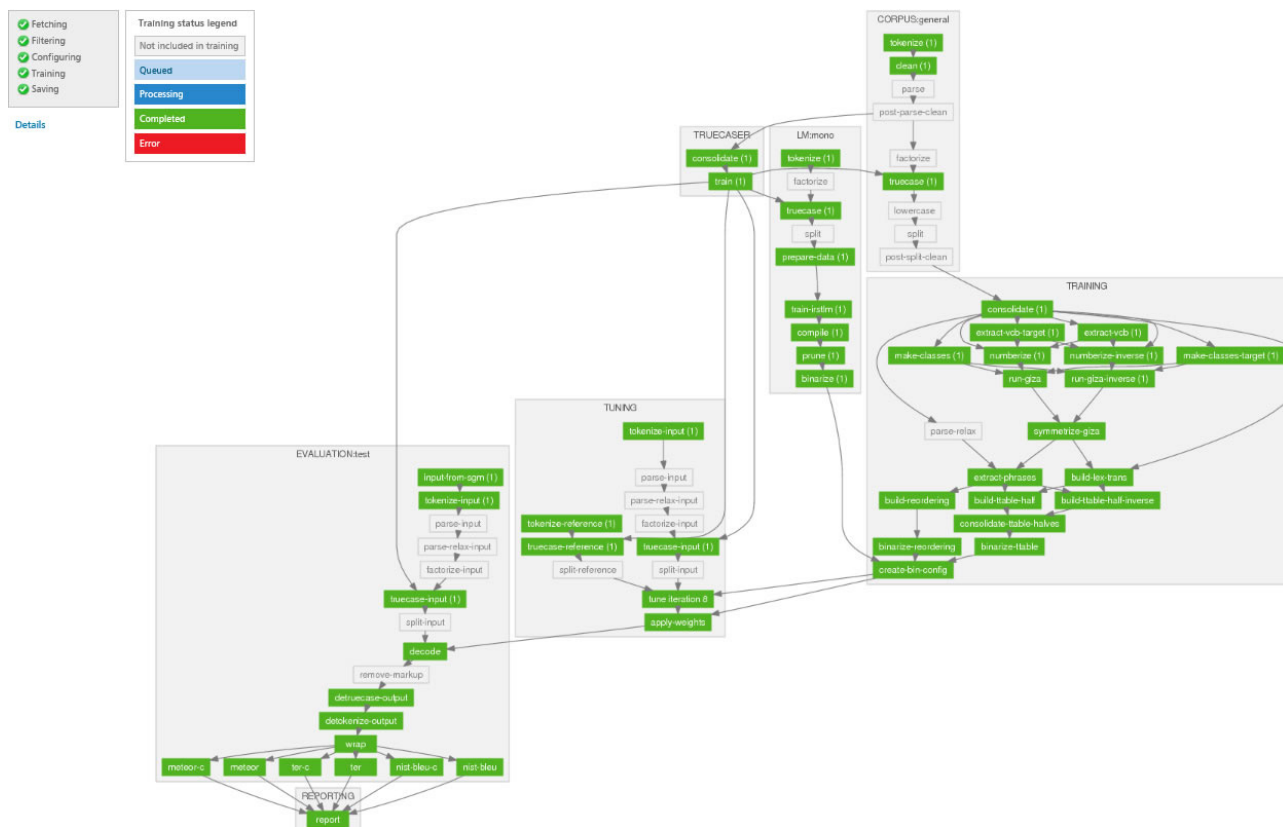 Fetching
Filtering
Configuring
Training
Saving
Details
Training status legend
Not included in training
Queued
Processing
Completed
Error
CORPUS:general
tokenize (1)
clean (1)
parse
post-parse-clean
factorize
truecase (1)
lowercase
split
post-split-clean
TRUECASER
consolidate (1)
train (1)
LM:mono
tokenize (1)
factorize
truecase (1)
split
prepare-data (1)
train-irstlm (1)
compile (1)
prune (1)
binarize (1)
TRAINING
consolidate (1)
extract-vcb-target (1) extract-vcb (1)
make-classes (1) numberize (1) numberize-inverse (1) make-classes-target (1)
run-giza run-giza-inverse (1)
parse-relax symmetrize-giza
extract-phrases build-lex-trans
build-reordering build-ttable-half build-ttable-half-inverse
consolidate-ttable-halves
binarize-reordering binarize-ttable
create-bin-config
TUNING
tokenize-input (1)
parse-input
parse-relax-input
tokenize-reference (1) factorize-input
truecase-reference (1) truecase-input (1)
split-reference split-input
tune iteration 8
apply-weights
EVALUATION:test
input-from-sgm (1)
tokenize-input (1)
parse-input
parse-relax-input
factorize-input
truecase-input (1)
split-input
decode
remove-markup
detruecase-output
detokenize-output
wrap
meteor-c meteor ter-c ter nist-bleu-c nist-bleu
REPORTING
report